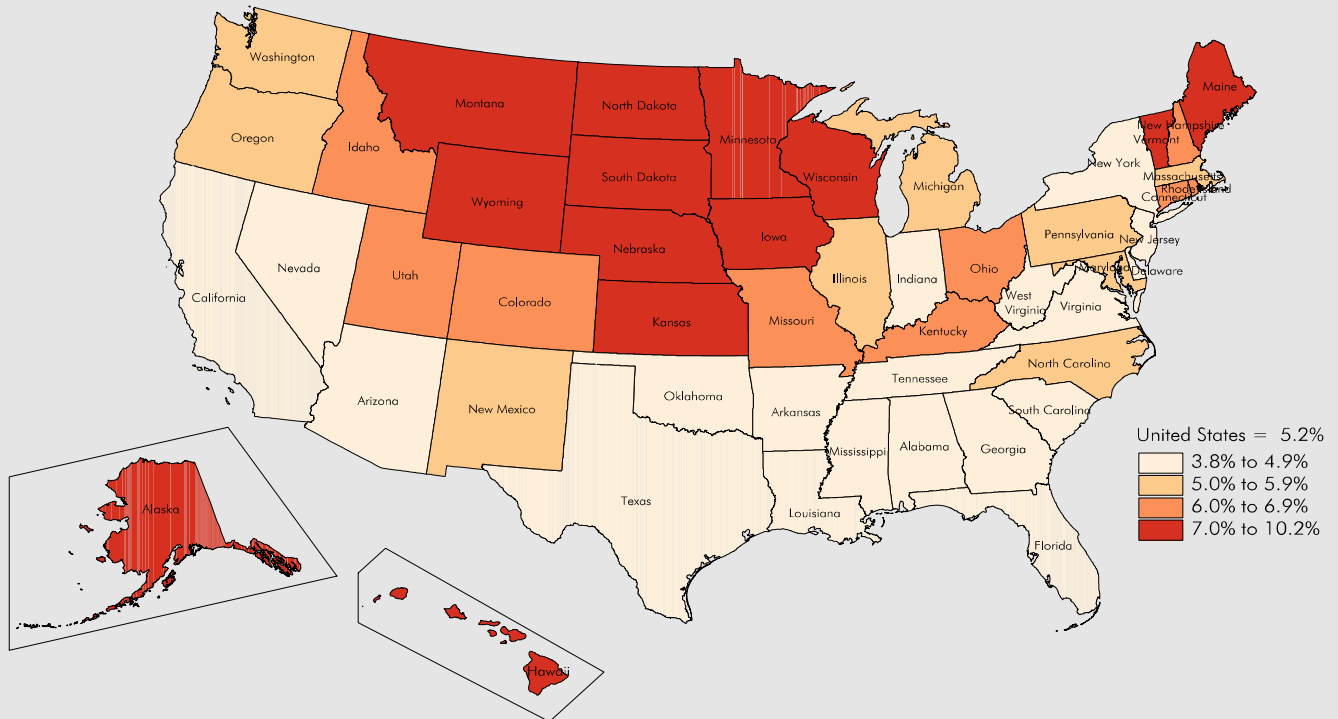 Washington
Oregon
Idaho
Montana
North Dakota
Minnesota
South Dakota
Wyoming
Wisconsin
Michigan
Nebraska
Iowa
Nevada
Utah
Colorado
California
Kansas
Missouri
Illinois
Indiana
Ohio
Kentucky
West
Virginia
Virginia
Pennsylvania
New York
Maine
New Hampshire
Vermont
Massachusetts
Rhode Island
Connecticut
New Jersey
Maryland
Delaware
Arizona
New Mexico
Oklahoma
Arkansas
Tennessee
North Carolina
South Carolina
Mississippi
Alabama
Georgia
Texas
Louisiana
Florida
Alaska
Hawaii
United States = 5.2%
3.8% to 4.9%
5.0% to 5.9%
6.0% to 6.9%
7.0% to 10.2%